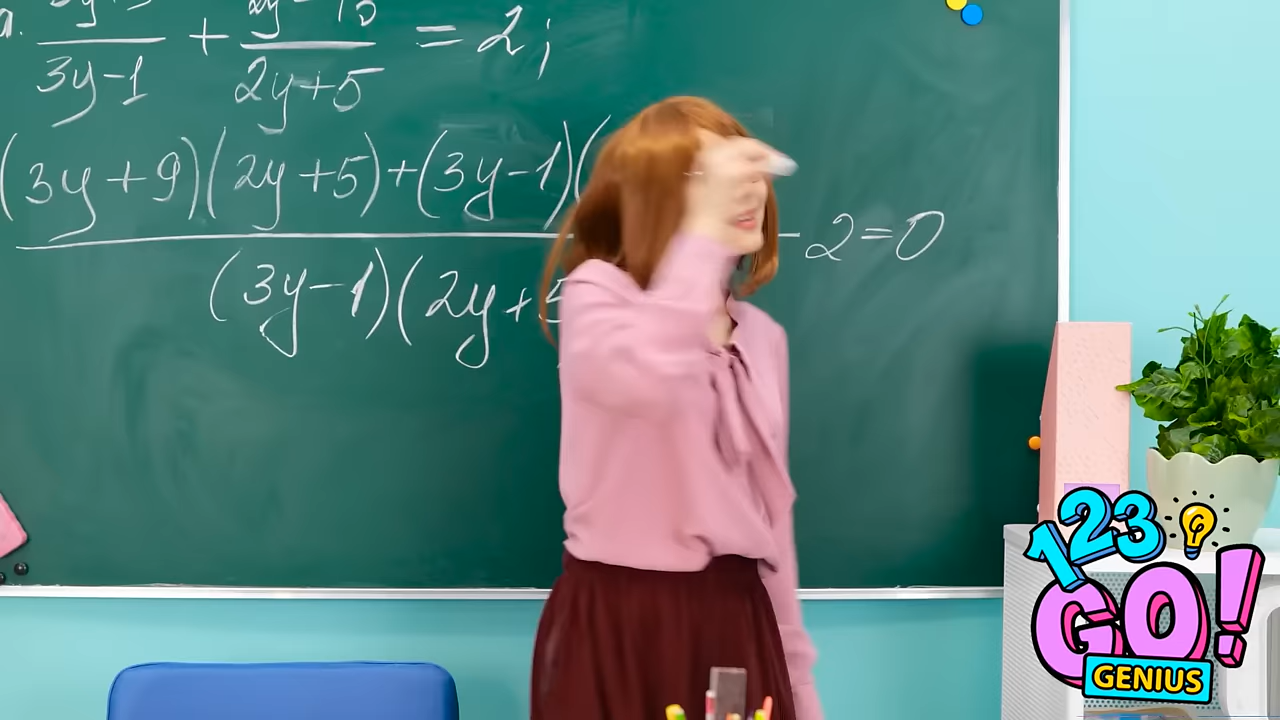 a. + = 2;
3y-1 2y+5
(3y+9)(2y+5)+(3y-1)(
- 2=0
(3y-1)(2y+5
123
GO!
GENIUS